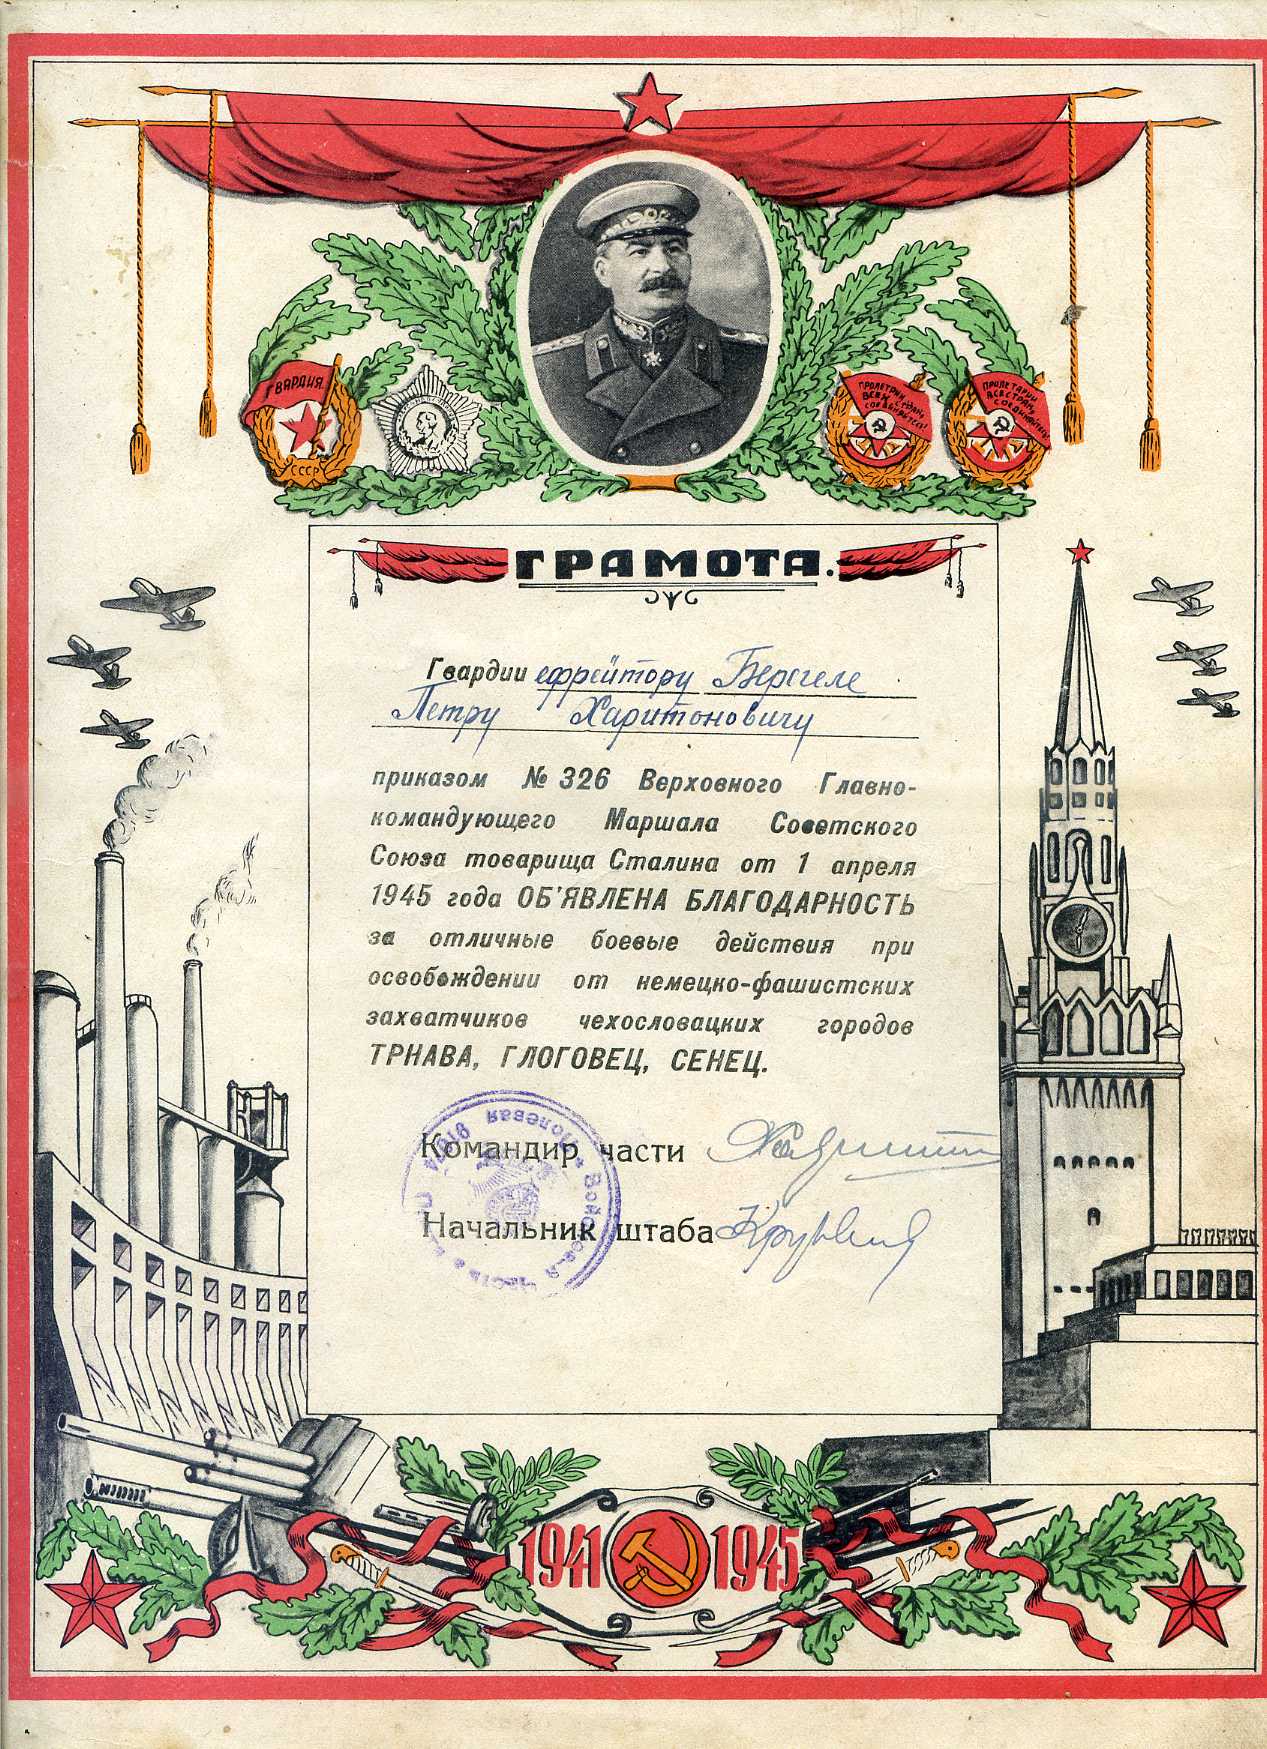 ГВАРДИЯ
СССР
ПРОЛЕТАРИИ
ВСЕХ СТРАН,
СОЕДИНЯЙТЕСЬ!
ПРОЛЕТАРИИ
ВСЕХ СТРАН,
СОЕДИНЯЙТЕСЬ!
ГРАМОТА.
Гвардии ефрейтору
Петру Харитоновичу
приказом № 326 Верховного Главно-
командующего Маршала Советского
Союза товарища Сталина от 1 апреля
1945 года ОБ'ЯВЛЕНА БЛАГОДАРНОСТЬ
за отличные боевые действия при
освобождении от немецко-фашистских
захватчиков чехословацких городов
ТРНАВА, ГЛОГОВЕЦ, СЕНЕЦ.
Командир части
Начальник штаба
Полевая
1941 1945